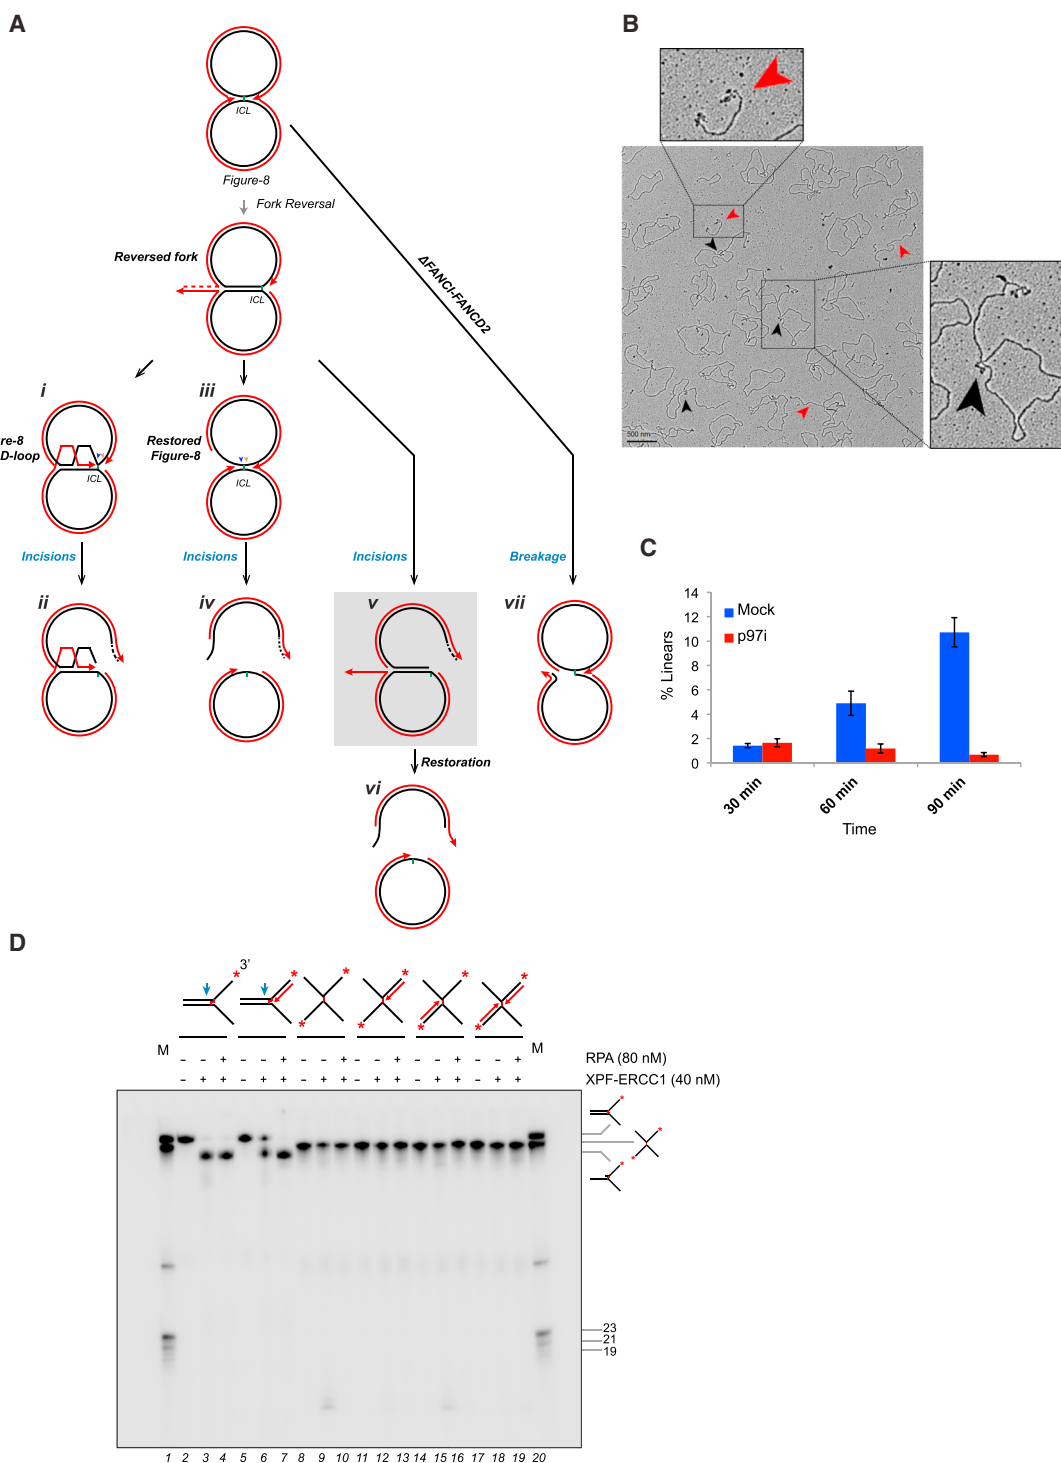 A
ICL
Figure-8
Fork Reversal
Reversed fork
ICL
ΔFANCI-FANCD2
i
re-8
D-loop
ICL
iii
Restored
Figure-8
ICL
Incisions
Incisions
Incisions
Breakage
ii
iv
v
vii
Restoration
vi
B
500 nm
C
14
12
10
8
6
4
2
0
% Linears
Mock
p97i
30 min
60 min
90 min
Time
D
3'
* * * * * * * * * *
M
M
- - + - - + - - + - - + - - + - - + RPA (80 nM)
- + + - + + - + + - + + - + + - + + XPF-ERCC1 (40 nM)
*
*
*
*
23
21
19
1 2 3 4 5 6 7 8 9 10 11 12 13 14 15 16 17 18 19 20